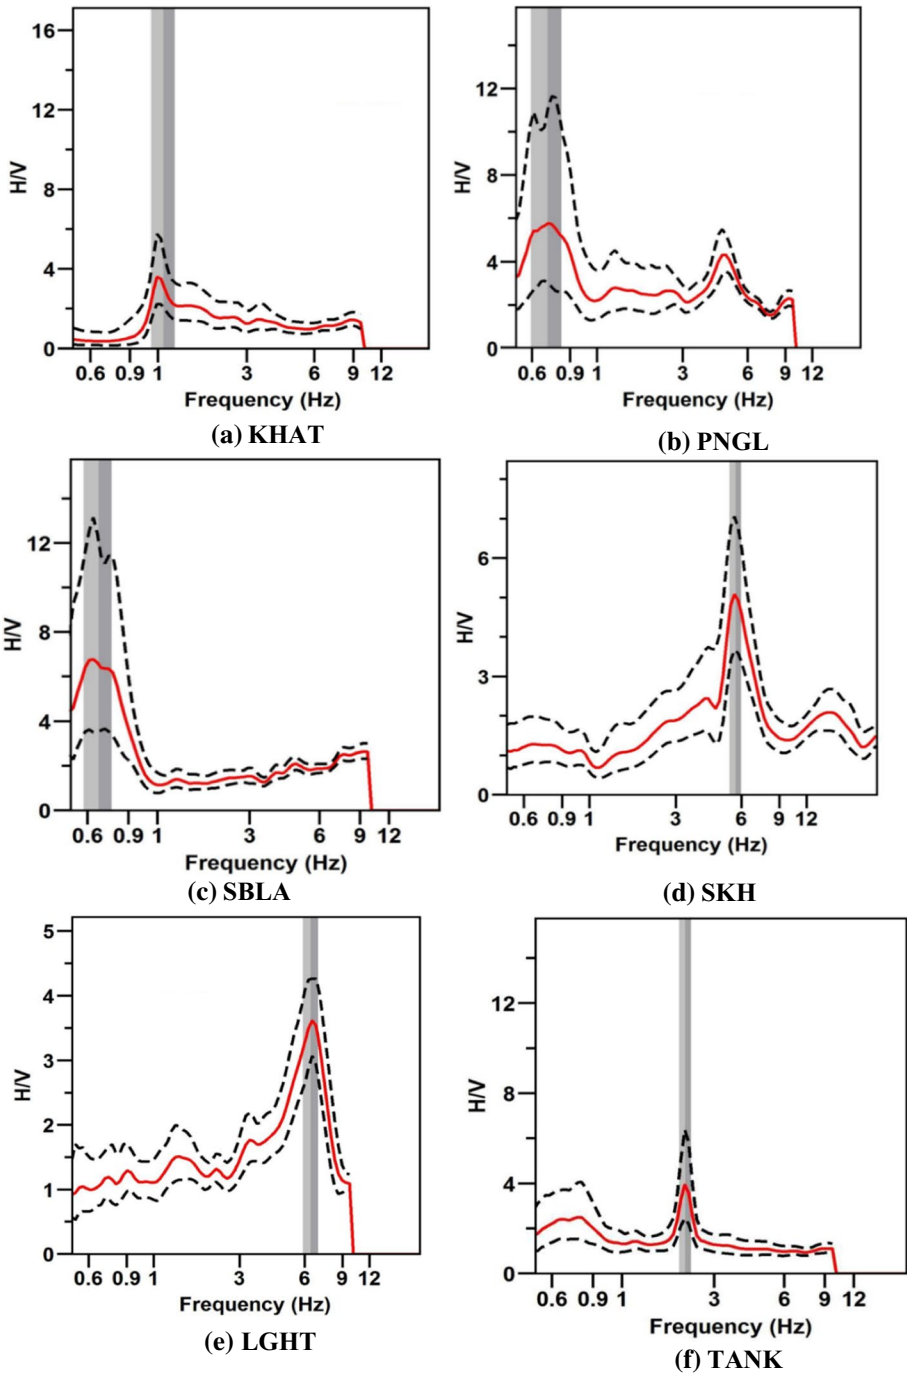 16
12
8
4
0
H/V
0.6 0.9 1 3 6 9 12
Frequency (Hz)
(a) KHAT
12
8
4
0
H/V
0.6 0.9 1 3 6 9 12
Frequency (Hz)
(b) PNGL
12
8
4
0
H/V
0.6 0.9 1 3 6 9 12
Frequency (Hz)
(c) SBLA
6
3
0
H/V
0.6 0.9 1 3 6 9 12
Frequency (Hz)
(d) SKH
5
4
3
2
1
0
H/V
0.6 0.9 1 3 6 9 12
Frequency (Hz)
(e) LGHT
12
8
4
0
H/V
0.6 0.9 1 3 6 9 12
Frequency (Hz)
(f) TANK